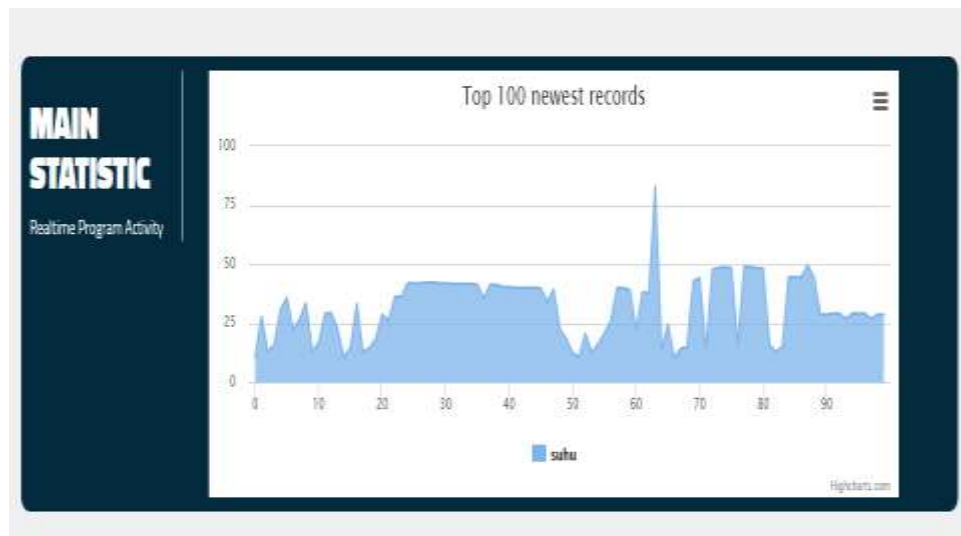 MAIN
STATISTIC
Realtime Program Activity
Top 100 newest records
100
75
50
25
0
0 10 20 30 40 50 60 70 80 90
suhu
Highcharts.com